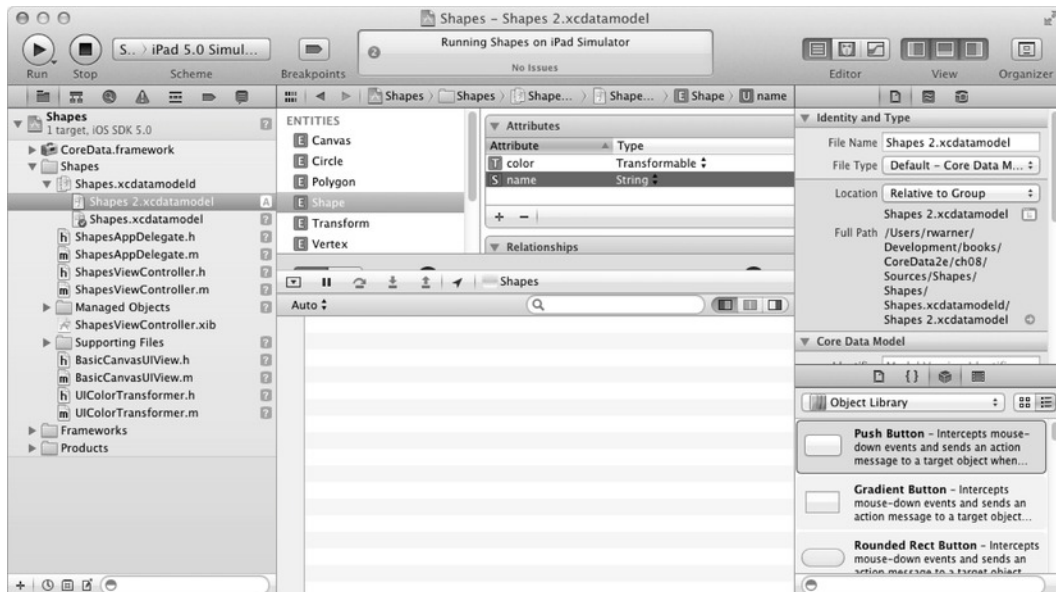 Shapes – Shapes 2.xcdatamodel
S.. › iPad 5.0 Simul...
Running Shapes on iPad Simulator
2
No Issues
Run Stop Scheme Breakpoints Editor View Organizer
Shapes › Shapes › Shape... › Shape... › E Shape › U name
Shapes
1 target, iOS SDK 5.0
CoreData.framework
Shapes
Shapes.xcdatamodeld
Shapes 2.xcdatamodel A
Shapes.xcdatamodel ?
h ShapesAppDelegate.h ?
m ShapesAppDelegate.m ?
h ShapesViewController.h ?
m ShapesViewController.m ?
Managed Objects ?
ShapesViewController.xib
Supporting Files ?
h BasicCanvasUIView.h ?
m BasicCanvasUIView.m ?
h UIColorTransformer.h ?
m UIColorTransformer.m ?
Frameworks
Products
ENTITIES
E Canvas
E Circle
E Polygon
E Shape
E Transform
E Vertex
Attributes
Attribute Type
T color Transformable
S name String
+ −
Relationships
Shapes
Auto
Identity and Type
File Name Shapes 2.xcdatamodel
File Type Default – Core Data M...
Location Relative to Group
Shapes 2.xcdatamodel
Full Path /Users/rwarner/
Development/books/
CoreData2e/ch08/
Sources/Shapes/
Shapes/
Shapes.xcdatamodeld/
Shapes 2.xcdatamodel
Core Data Model
{ }
Object Library
Push Button – Intercepts mouse-
down events and sends an action
message to a target object when...
Gradient Button – Intercepts
mouse-down events and sends an
action message to a target object...
Rounded Rect Button – Intercepts
mouse-down events and sends an
action message to a target object